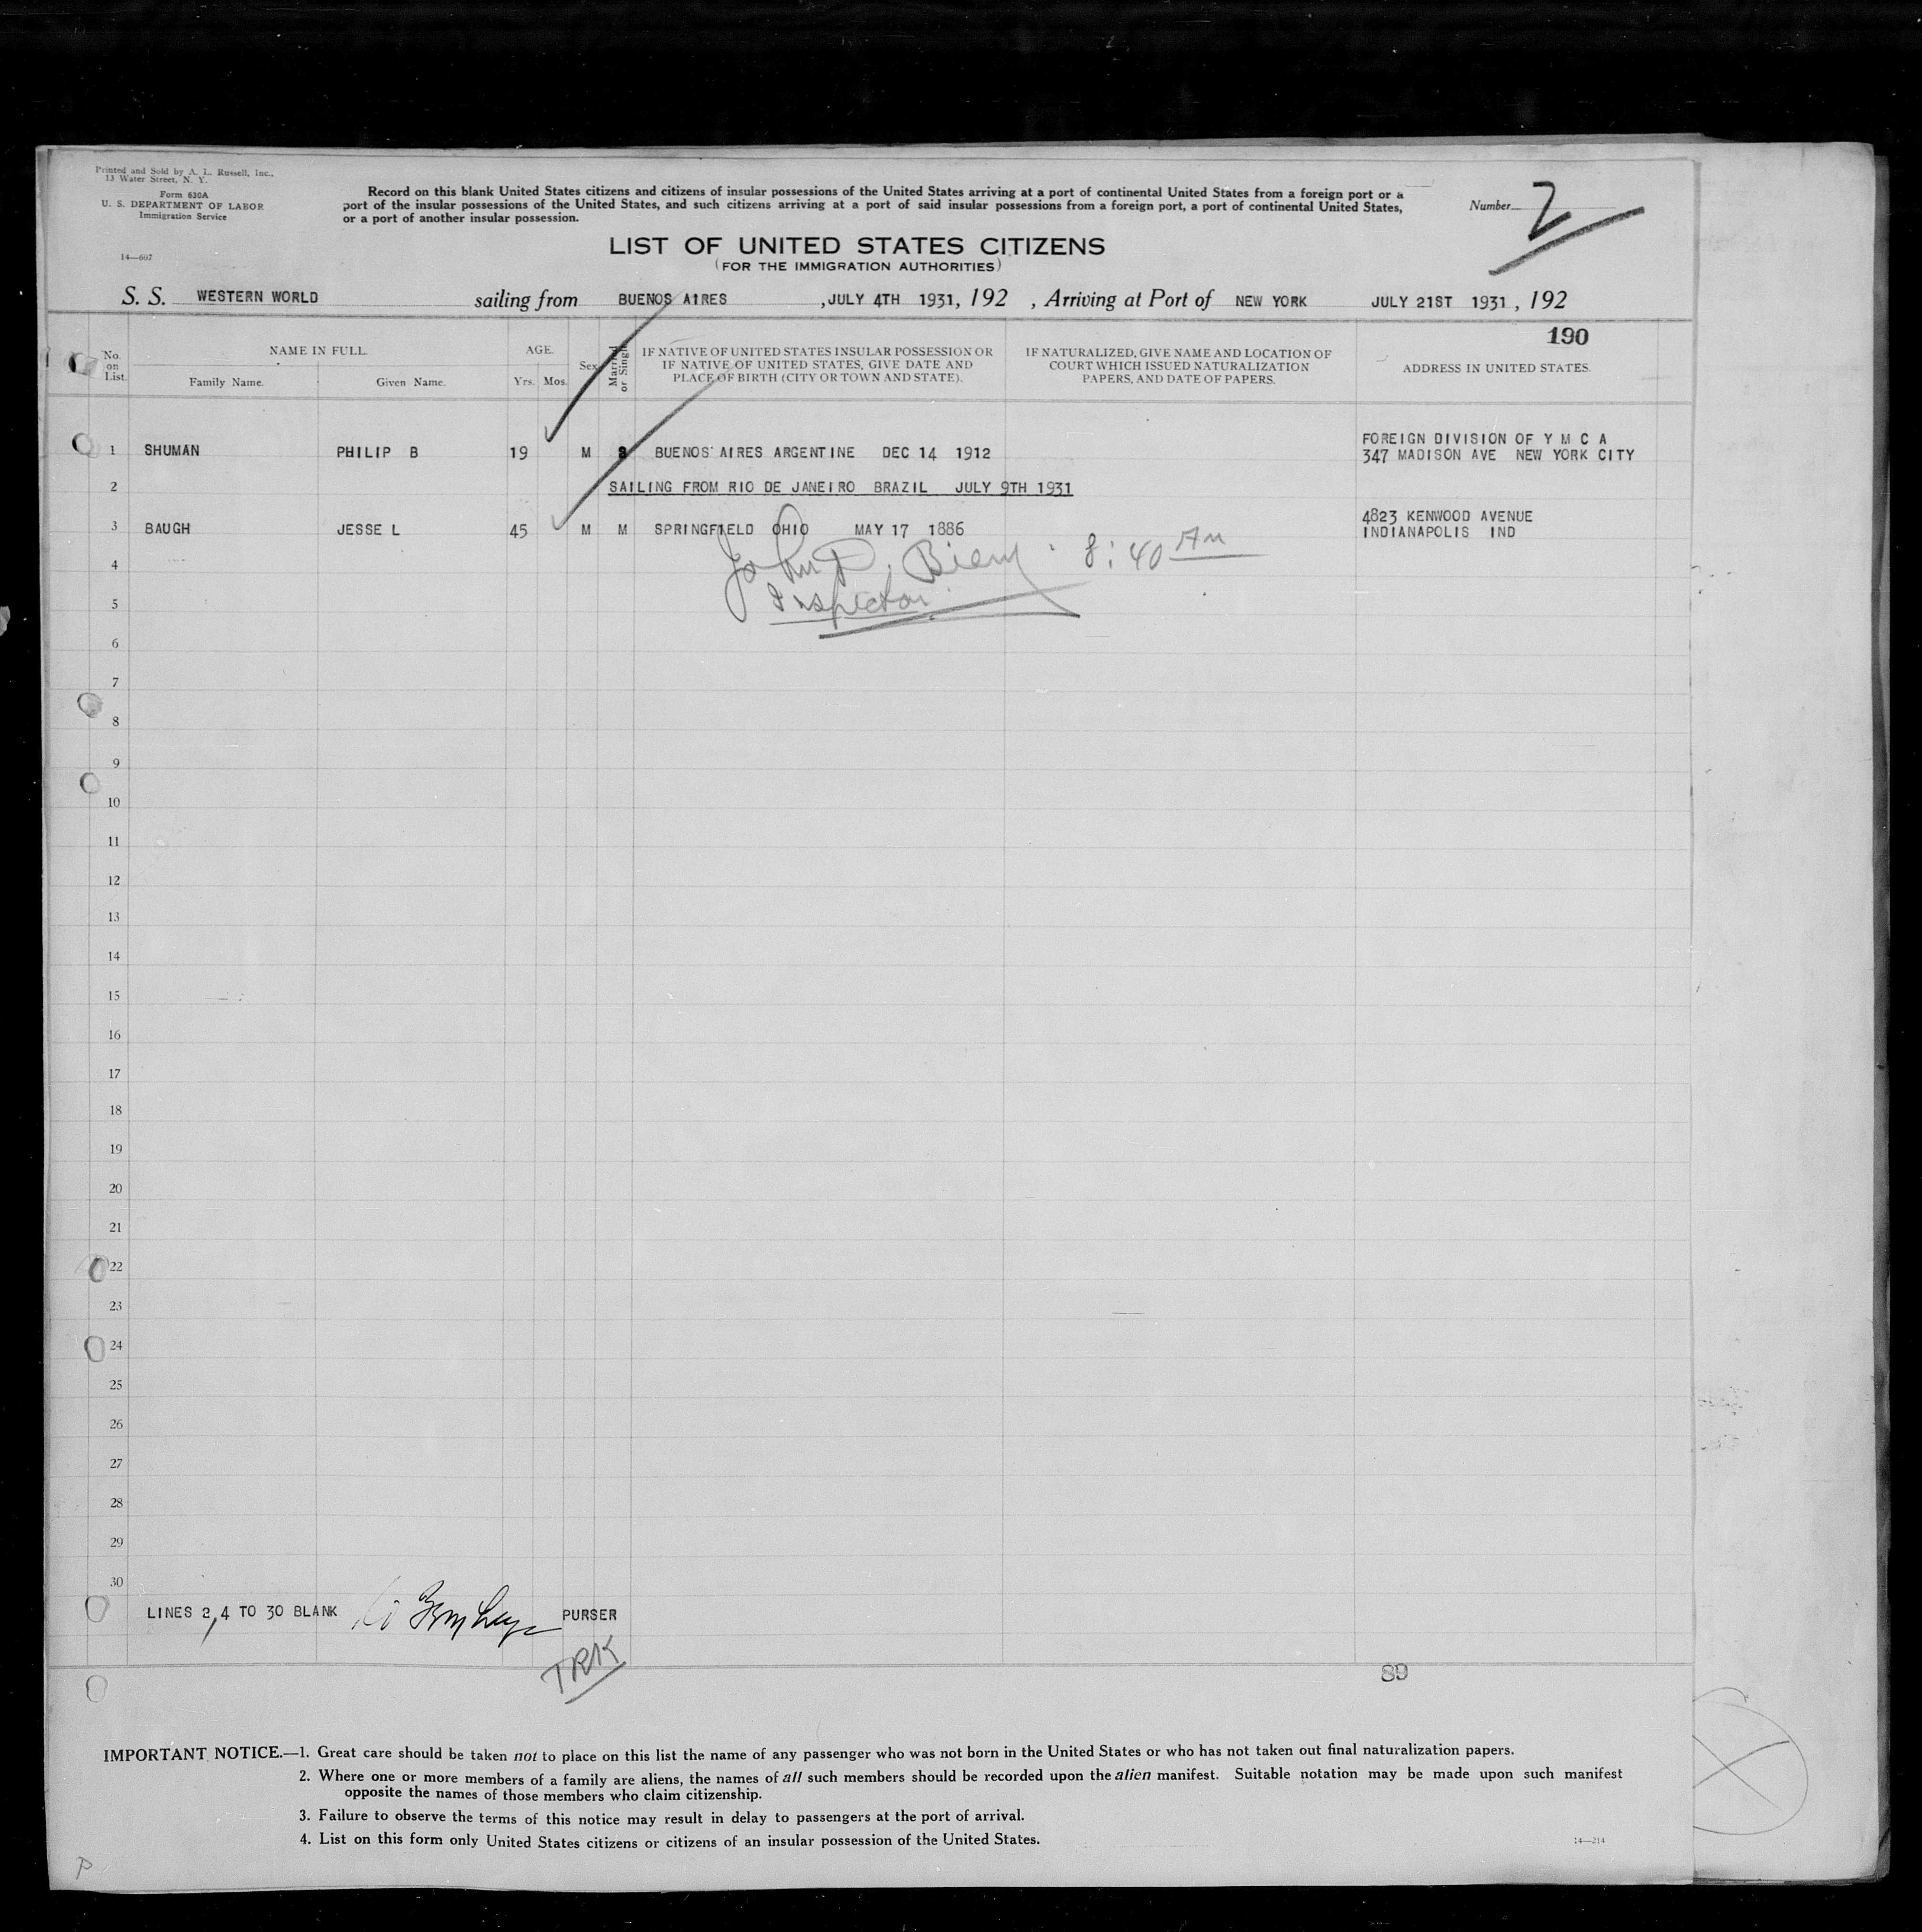 Printed and Sold by A. L. Russell, Inc.,
13 Water Street, N. Y.
Form 630A
U. S. DEPARTMENT OF LABOR
Immigration Service
14—607
Record on this blank United States citizens and citizens of insular possessions of the United States arriving at a port of continental United States from a foreign port or a
port of the insular possessions of the United States, and such citizens arriving at a port of said insular possessions from a foreign port, a port of continental United States,
or a port of another insular possession.
Number 2
LIST OF UNITED STATES CITIZENS
(FOR THE IMMIGRATION AUTHORITIES)
S. S. WESTERN WORLD sailing from BUENOS AIRES , JULY 4TH 1931, 192 , Arriving at Port of NEW YORK JULY 21ST 1931 , 192
190
No. on List.
NAME IN FULL.
Family Name. Given Name.
AGE.
Yrs. Mos.
Sex
Married or Single
IF NATIVE OF UNITED STATES INSULAR POSSESSION OR
IF NATIVE OF UNITED STATES, GIVE DATE AND
PLACE OF BIRTH (CITY OR TOWN AND STATE).
IF NATURALIZED, GIVE NAME AND LOCATION OF
COURT WHICH ISSUED NATURALIZATION
PAPERS, AND DATE OF PAPERS.
ADDRESS IN UNITED STATES.
1 SHUMAN PHILIP B 19 M S BUENOS AIRES ARGENTINE DEC 14 1912 FOREIGN DIVISION OF Y M C A
347 MADISON AVE NEW YORK CITY
2 SAILING FROM RIO DE JANEIRO BRAZIL JULY 9TH 1931
3 BAUGH JESSE L 45 M M SPRINGFIELD OHIO MAY 17 1886 4823 KENWOOD AVENUE
INDIANAPOLIS IND
4 John D. 8:40 Am
5 Inspector
6
7
8
9
10
11
12
13
14
15
16
17
18
19
20
21
22
23
24
25
26
27
28
29
30
LINES 2,4 TO 30 BLANK PURSER
TRK
89
IMPORTANT NOTICE.—1. Great care should be taken not to place on this list the name of any passenger who was not born in the United States or who has not taken out final naturalization papers.
2. Where one or more members of a family are aliens, the names of all such members should be recorded upon the alien manifest. Suitable notation may be made upon such manifest
opposite the names of those members who claim citizenship.
3. Failure to observe the terms of this notice may result in delay to passengers at the port of arrival.
4. List on this form only United States citizens or citizens of an insular possession of the United States.
14—214
P